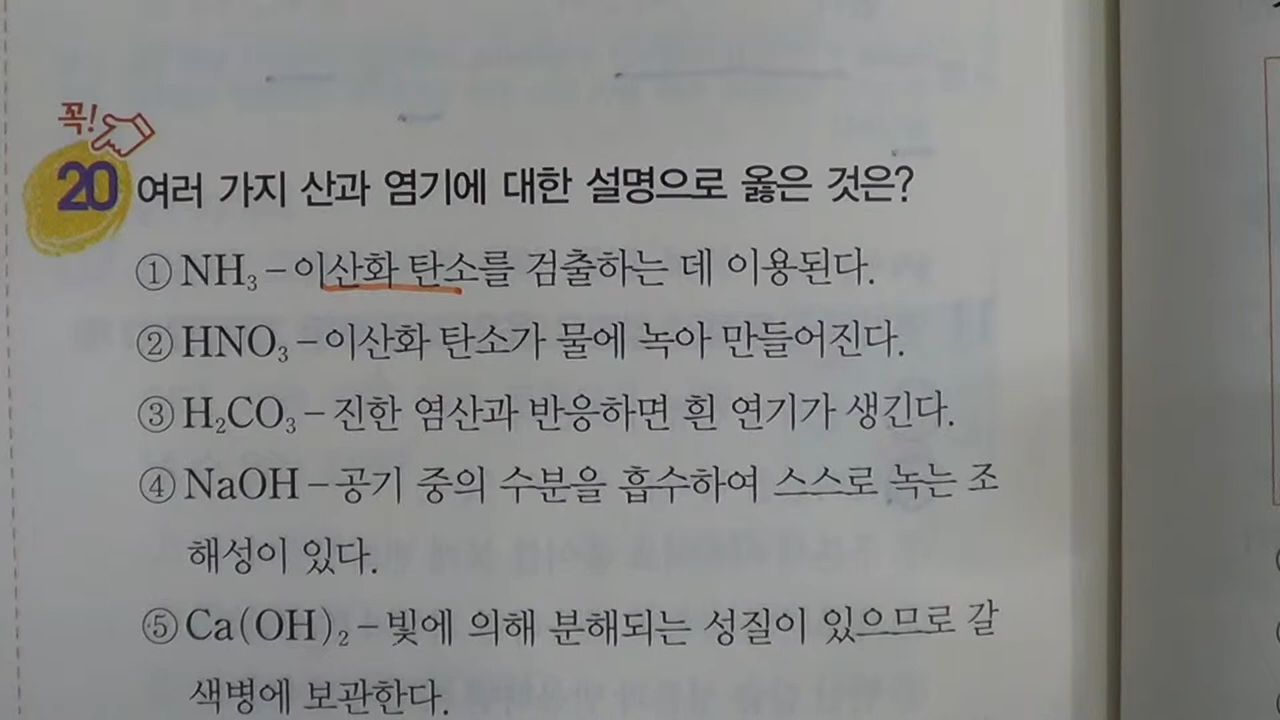 꼭!
20 여러 가지 산과 염기에 대한 설명으로 옳은 것은?
① NH₃ – 이산화 탄소를 검출하는 데 이용된다.
② HNO₃ – 이산화 탄소가 물에 녹아 만들어진다.
③ H₂CO₃ – 진한 염산과 반응하면 흰 연기가 생긴다.
④ NaOH – 공기 중의 수분을 흡수하여 스스로 녹는 조
해성이 있다.
⑤ Ca(OH)₂ – 빛에 의해 분해되는 성질이 있으므로 갈
색병에 보관한다.